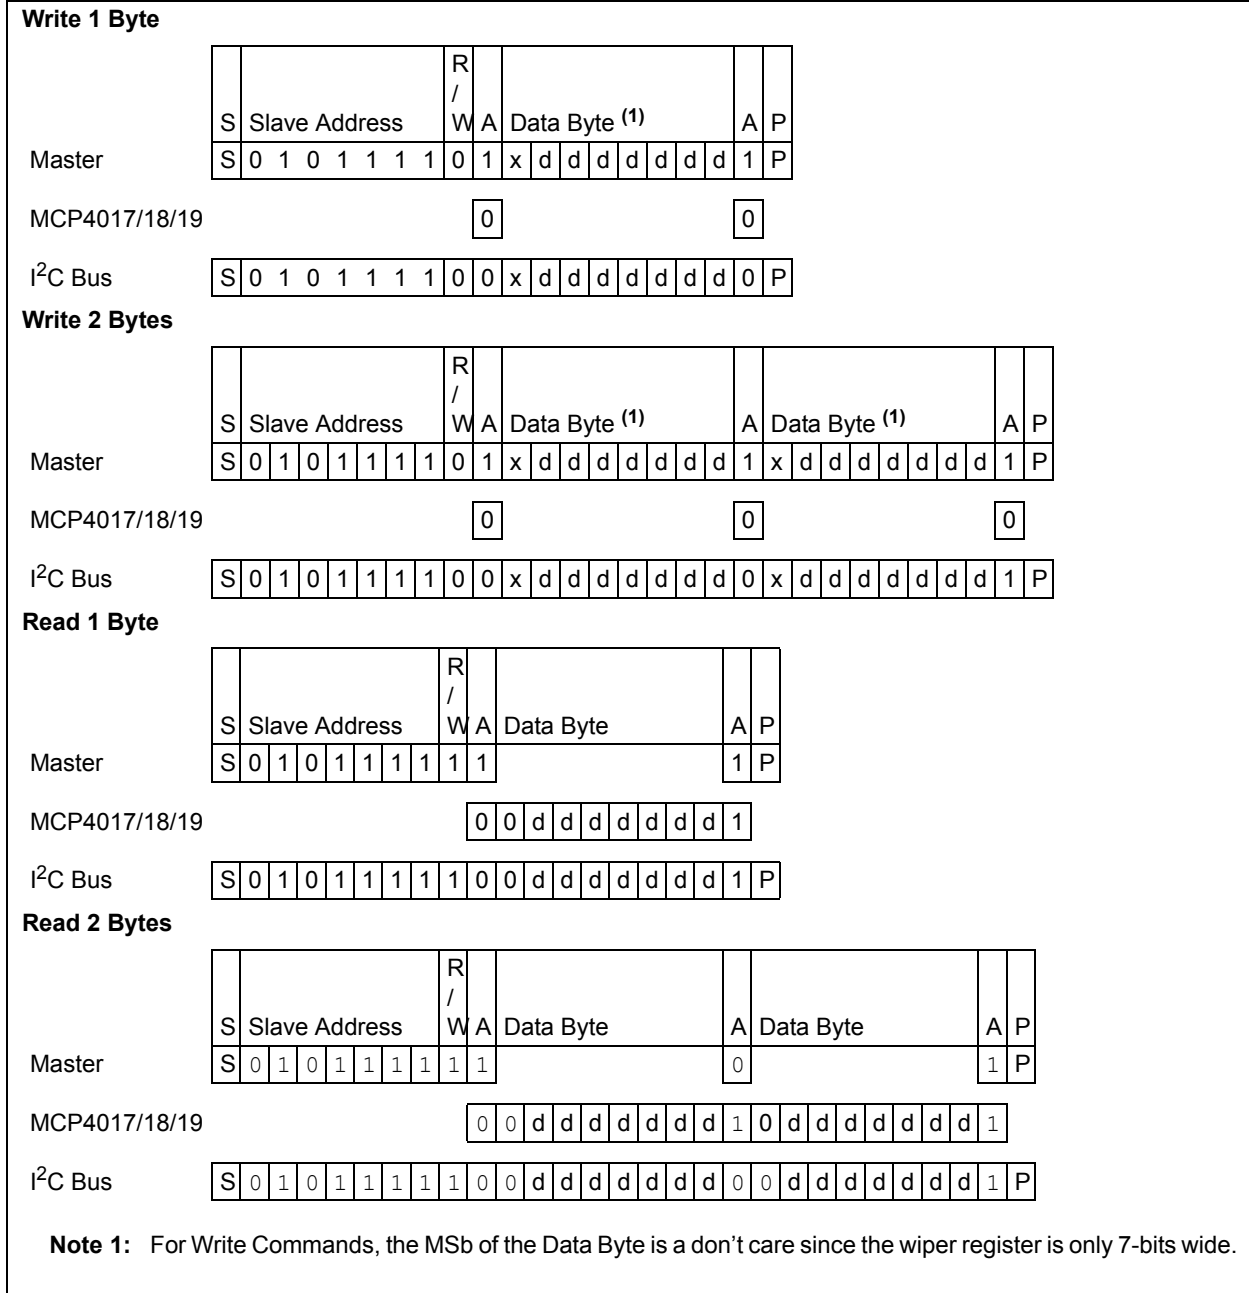 Write 1 Byte
R
/
S Slave Address W A Data Byte (1) A P
Master S 0 1 0 1 1 1 1 0 1 x d d d d d d d 1 P
MCP4017/18/19 0 0
I2C Bus S 0 1 0 1 1 1 1 0 0 x d d d d d d d 0 P
Write 2 Bytes
R
/
S Slave Address W A Data Byte (1) A Data Byte (1) A P
Master S 0 1 0 1 1 1 1 0 1 x d d d d d d d 1 x d d d d d d d 1 P
MCP4017/18/19 0 0 0
I2C Bus S 0 1 0 1 1 1 1 0 0 x d d d d d d d 0 x d d d d d d d 1 P
Read 1 Byte
R
/
S Slave Address W A Data Byte A P
Master S 0 1 0 1 1 1 1 1 1 1 P
MCP4017/18/19 0 0 d d d d d d d 1
I2C Bus S 0 1 0 1 1 1 1 1 0 0 d d d d d d d 1 P
Read 2 Bytes
R
/
S Slave Address W A Data Byte A Data Byte A P
Master S 0 1 0 1 1 1 1 1 1 0 1 P
MCP4017/18/19 0 0 d d d d d d d 1 0 d d d d d d d 1
I2C Bus S 0 1 0 1 1 1 1 1 0 0 d d d d d d d 0 0 d d d d d d d 1 P
Note 1: For Write Commands, the MSb of the Data Byte is a don’t care since the wiper register is only 7-bits wide.